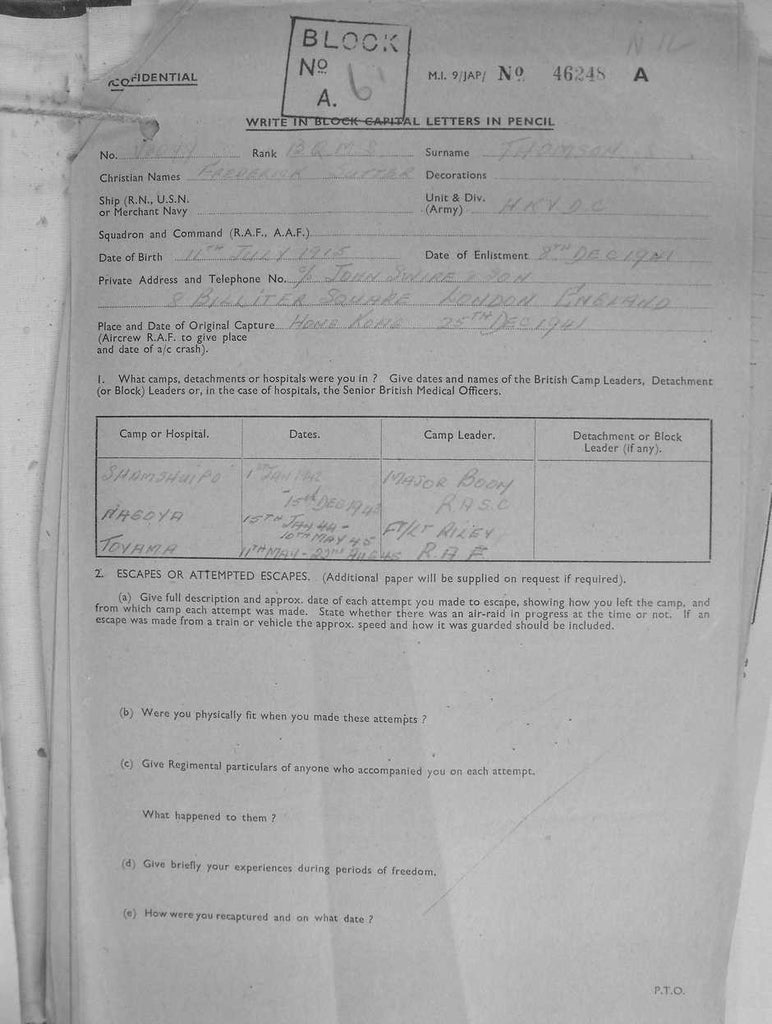 BLOCK
Nº
A. 6
NIL
CONFIDENTIAL
M.I. 9/JAP/ Nº 46248 A
WRITE IN BLOCK CAPITAL LETTERS IN PENCIL
No. Rank B Q M S Surname THOMSON
Christian Names FREDERICK Decorations
Ship (R.N., U.S.N. or Merchant Navy Unit & Div. (Army) H K V D C
Squadron and Command (R.A.F., A.A.F.)
Date of Birth 11TH JULY 1915 Date of Enlistment 8TH DEC 1941
Private Address and Telephone No. c/o JOHN SWIRE & SON
8 BILLITER SQUARE LONDON ENGLAND
Place and Date of Original Capture HONG KONG 25TH DEC 1941
(Aircrew R.A.F. to give place
and date of a/c crash).
1. What camps, detachments or hospitals were you in ? Give dates and names of the British Camp Leaders, Detachment
(or Block) Leaders or, in the case of hospitals, the Senior British Medical Officers.
Camp or Hospital. Dates. Camp Leader. Detachment or Block
Leader (if any).
SHAMSHUIPO 1ST JAN MAJOR BOON
-15TH DEC R A S C
NAGOYA 15TH JAN 44 - FT/LT RILEY
10TH MAY 45
TOYAMA 11TH MAY - 22ND AUG 45 R.A.F.
2. ESCAPES OR ATTEMPTED ESCAPES. (Additional paper will be supplied on request if required).
(a) Give full description and approx. date of each attempt you made to escape, showing how you left the camp, and
from which camp each attempt was made. State whether there was an air-raid in progress at the time or not. If an
escape was made from a train or vehicle the approx. speed and how it was guarded should be included.
(b) Were you physically fit when you made these attempts ?
(c) Give Regimental particulars of anyone who accompanied you on each attempt.
What happened to them ?
(d) Give briefly your experiences during periods of freedom.
(e) How were you recaptured and on what date ?
P.T.O.